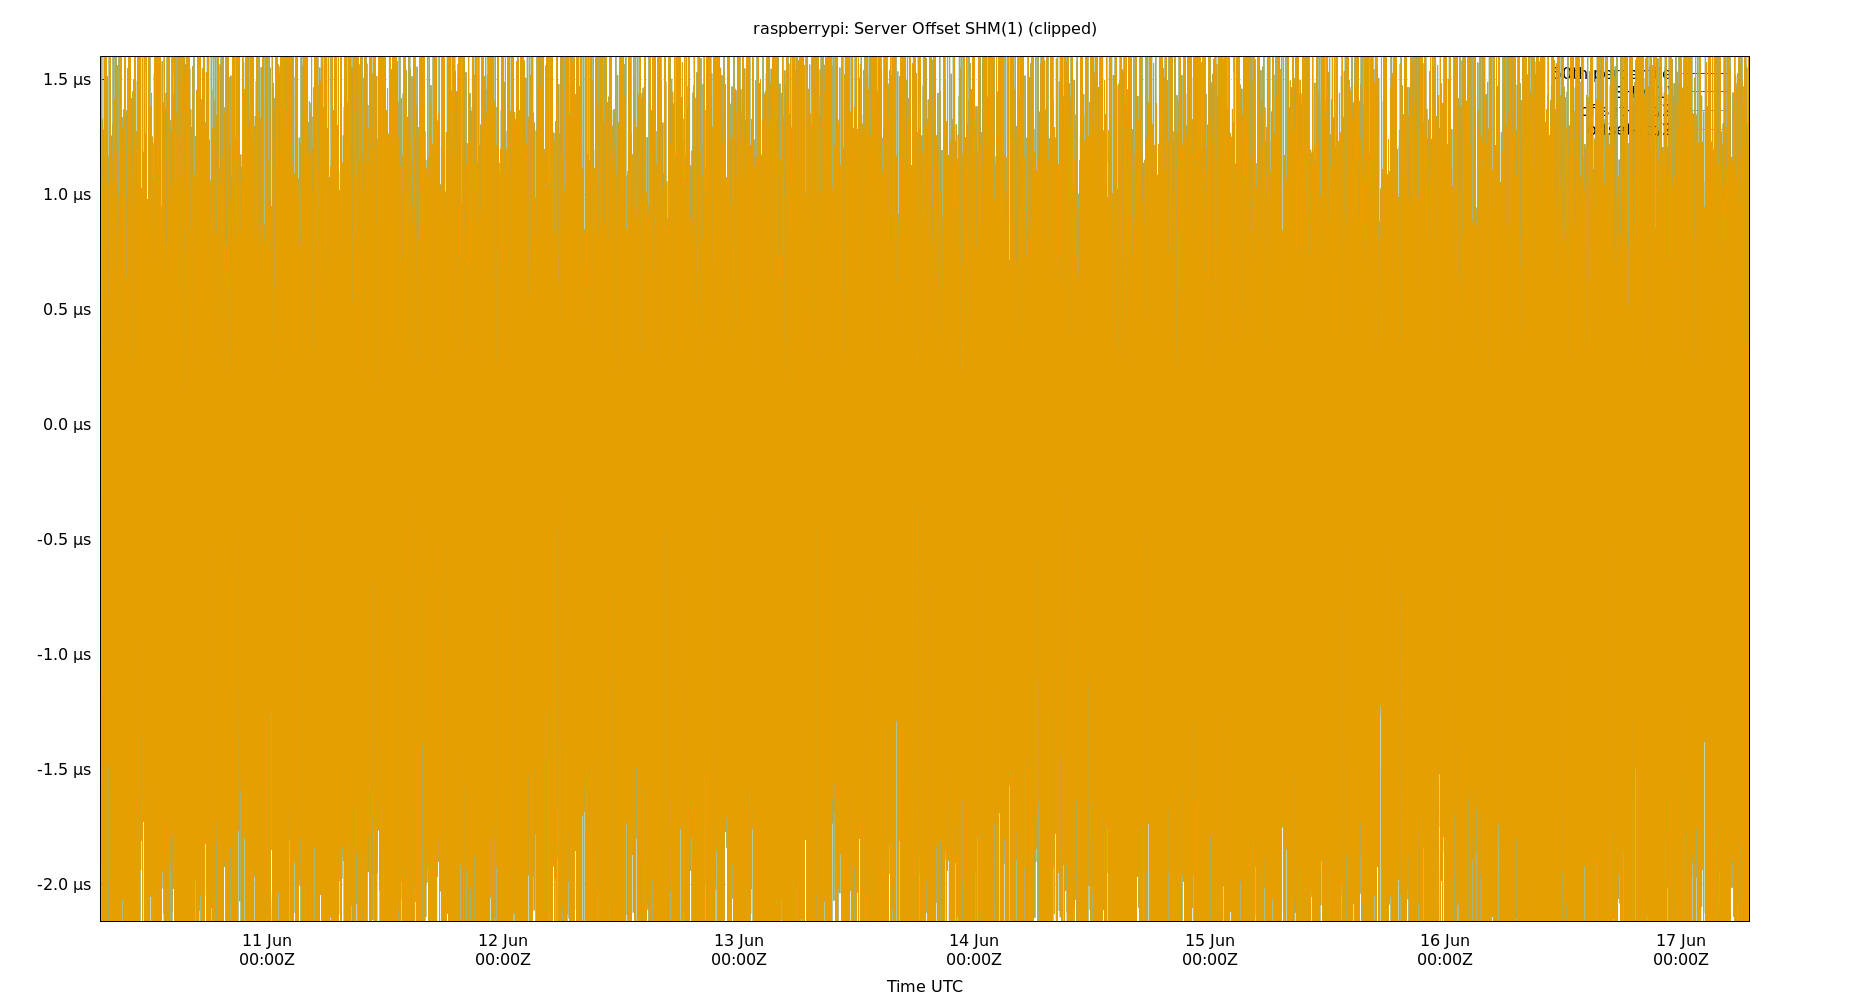 raspberrypi: Server Offset SHM(1) (clipped)
1.5 µs
1.0 µs
0.5 µs
0.0 µs
-0.5 µs
-1.0 µs
-1.5 µs
-2.0 µs
11 Jun 12 Jun 13 Jun 14 Jun 15 Jun 16 Jun 17 Jun
00:00Z 00:00Z 00:00Z 00:00Z 00:00Z 00:00Z 00:00Z
Time UTC